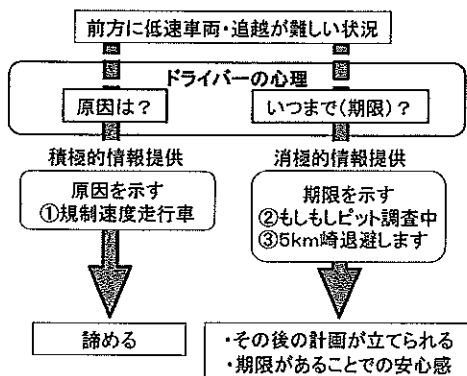 前方に低速車両・追越が難しい状況
ドライバーの心理
原因は？
いつまで(期限)？
積極的情報提供
消極的情報提供
原因を示す
①規制速度走行車
期限を示す
②もしもしピット調査中
③5km崎退避します
諦める
・その後の計画が立てられる
・期限があることでの安心感